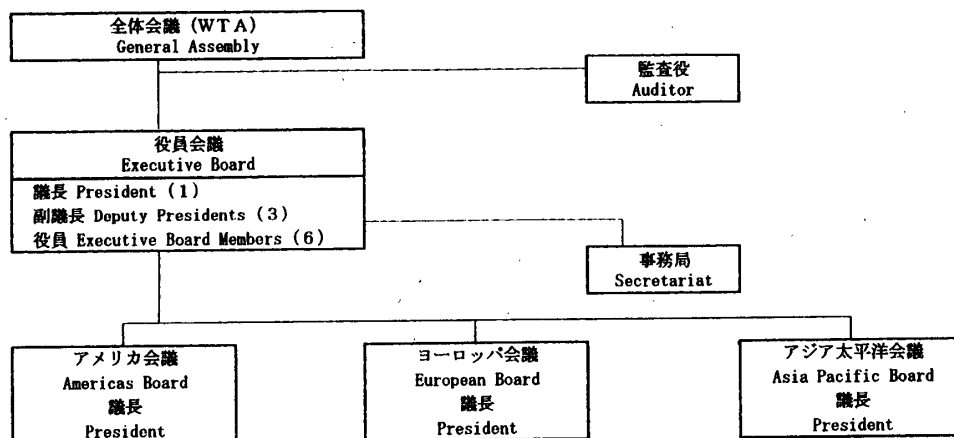 全体会議 (WTA)
General Assembly
監査役
Auditor
役員会議
Executive Board
議長 President (1)
副議長 Deputy Presidents (3)
役員 Executive Board Members (6)
事務局
Secretariat
アメリカ会議
Americas Board
議長
President
ヨーロッパ会議
European Board
議長
President
アジア太平洋会議
Asia Pacific Board
議長
President